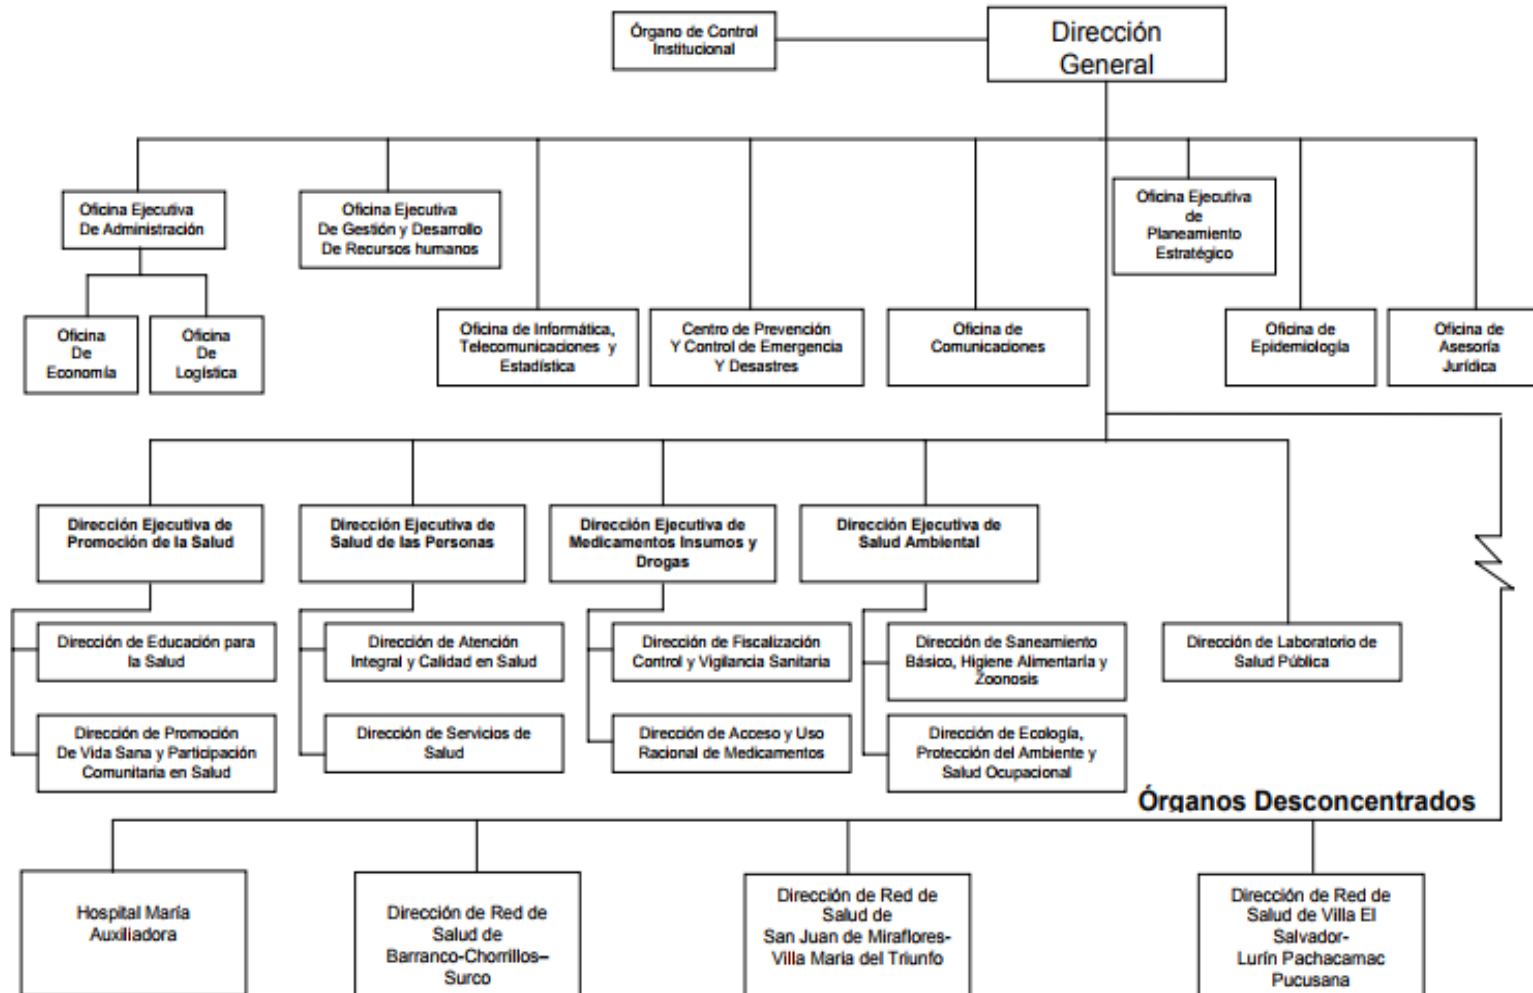 Órgano de Control
Institucional
Dirección
General
Oficina Ejecutiva
De Administración
Oficina Ejecutiva
De Gestión y Desarrollo
De Recursos humanos
Oficina Ejecutiva
de
Planeamiento
Estratégico
Oficina
De
Economía
Oficina
De
Logística
Oficina de Informática,
Telecomunicaciones y
Estadística
Centro de Prevención
Y Control de Emergencia
Y Desastres
Oficina de
Comunicaciones
Oficina de
Epidemiología
Oficina de
Asesoría
Jurídica
Dirección Ejecutiva de
Promoción de la Salud
Dirección Ejecutiva de
Salud de las Personas
Dirección Ejecutiva de
Medicamentos Insumos y
Drogas
Dirección Ejecutiva de
Salud Ambiental
Dirección de Educación para
la Salud
Dirección de Atención
Integral y Calidad en Salud
Dirección de Fiscalización
Control y Vigilancia Sanitaria
Dirección de Saneamiento
Básico, Higiene Alimentaría y
Zoonosis
Dirección de Laboratorio de
Salud Pública
Dirección de Promoción
De Vida Sana y Participación
Comunitaria en Salud
Dirección de Servicios de
Salud
Dirección de Acceso y Uso
Racional de Medicamentos
Dirección de Ecología,
Protección del Ambiente y
Salud Ocupacional
Órganos Desconcentrados
Hospital María
Auxiliadora
Dirección de Red de
Salud de
Barranco-Chorrillos–
Surco
Dirección de Red de
Salud de
San Juan de Miraflores-
Villa Maria del Triunfo
Dirección de Red de
Salud de Villa El
Salvador-
Lurín Pachacamac
Pucusana